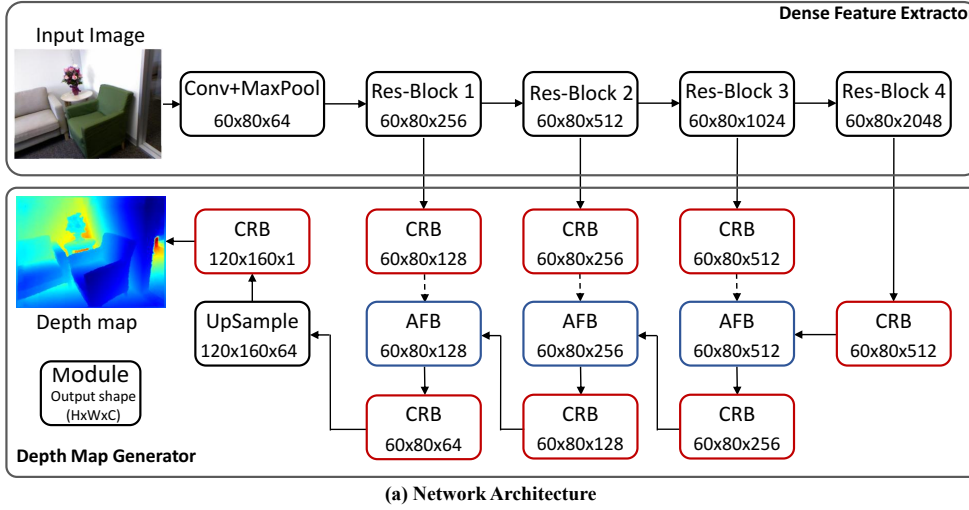 Dense Feature Extracto
Input Image
Conv+MaxPool
60x80x64
Res-Block 1
60x80x256
Res-Block 2
60x80x512
Res-Block 3
60x80x1024
Res-Block 4
60x80x2048
CRB
120x160x1
CRB
60x80x128
CRB
60x80x256
CRB
60x80x512
Depth map
UpSample
120x160x64
AFB
60x80x128
AFB
60x80x256
AFB
60x80x512
CRB
60x80x512
Module
Output shape
(HxWxC)
CRB
60x80x64
CRB
60x80x128
CRB
60x80x256
Depth Map Generator
(a) Network Architecture